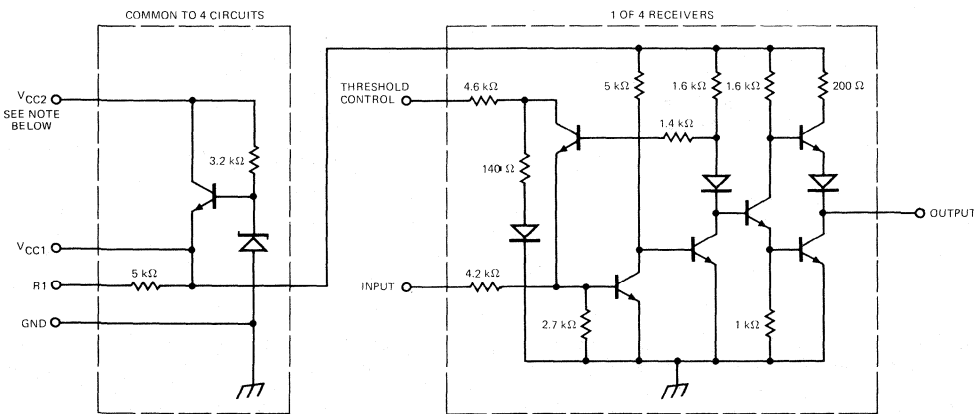 COMMON TO 4 CIRCUITS
1 OF 4 RECEIVERS
VCC2
SEE NOTE
BELOW
3.2 kΩ
VCC1
R1
5 kΩ
GND
THRESHOLD
CONTROL
4.6 kΩ
5 kΩ
1.6 kΩ
1.6 kΩ
200 Ω
1.4 kΩ
140 Ω
OUTPUT
INPUT
4.2 kΩ
2.7 kΩ
1 kΩ